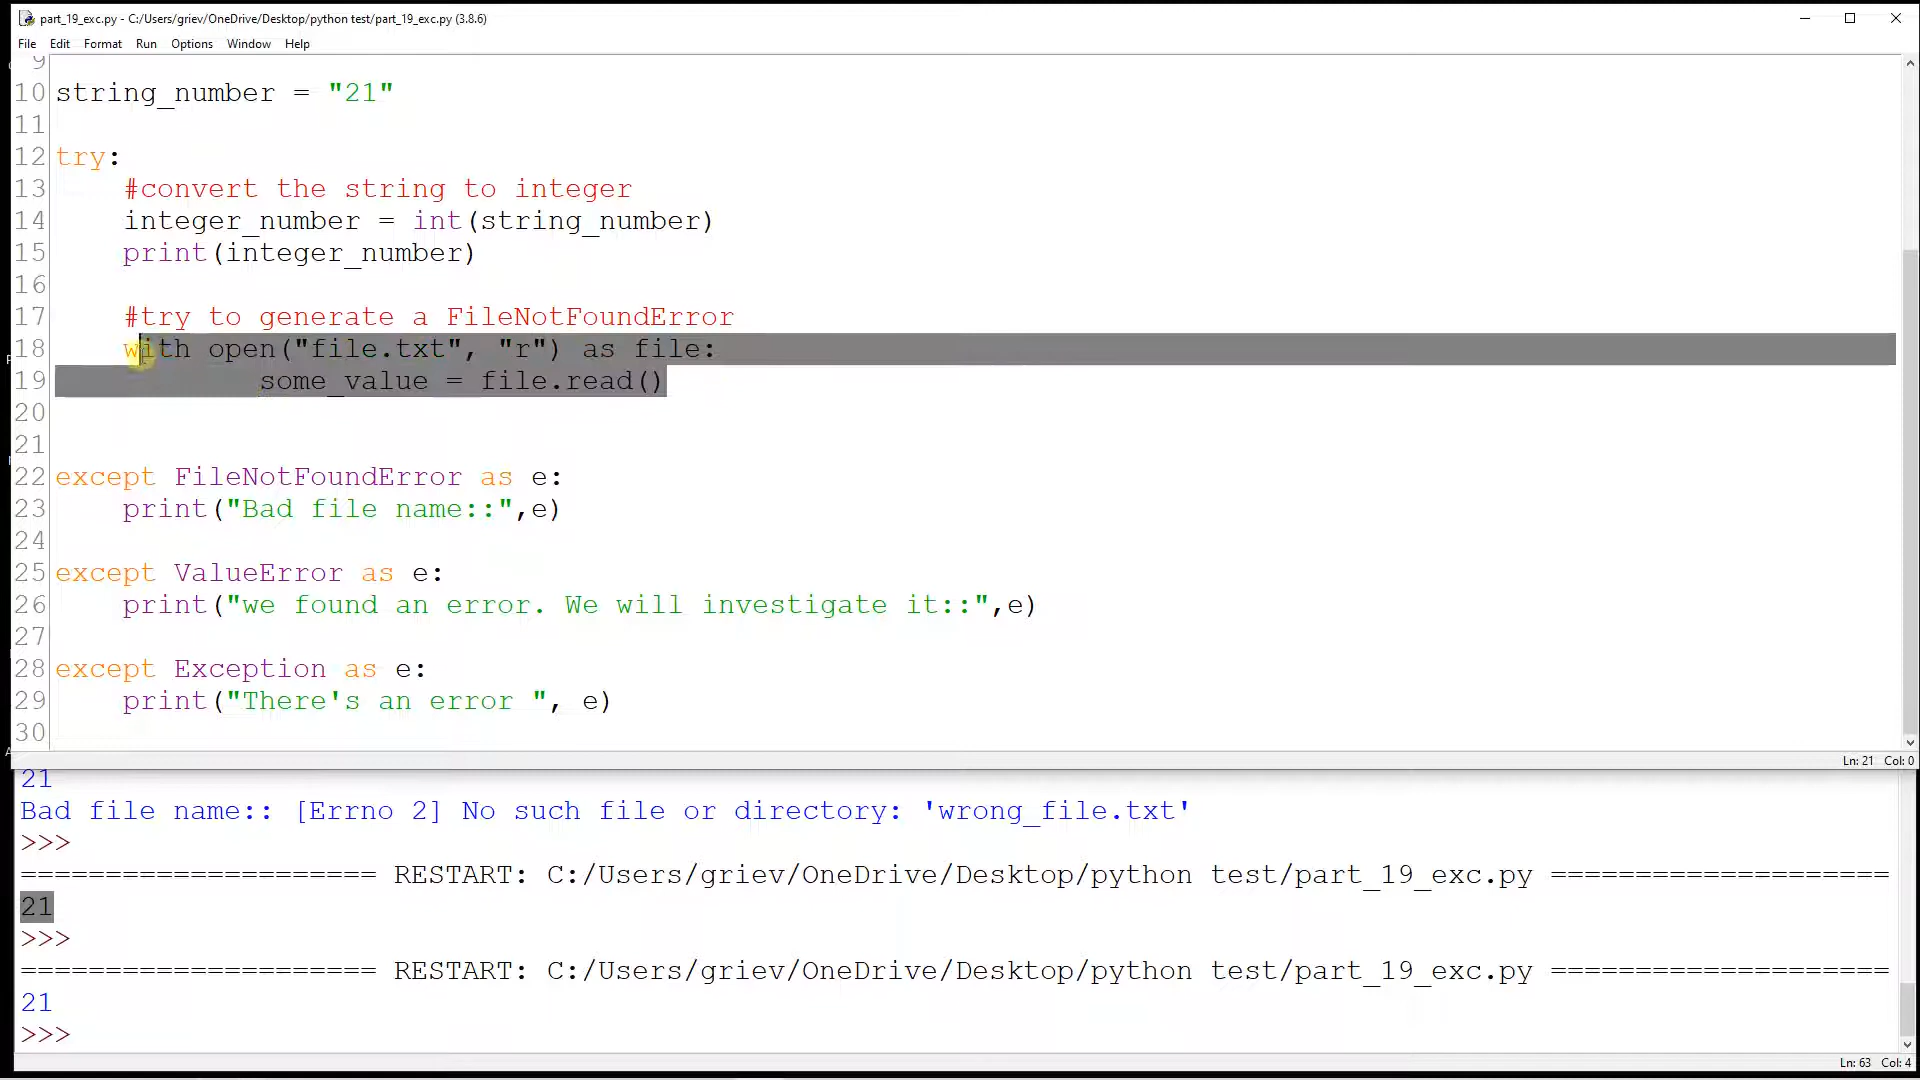 part_19_exc.py - C:/Users/griev/OneDrive/Desktop/python test/part_19_exc.py (3.8.6)
File Edit Format Run Options Window Help
9
10 string_number = "21"
11
12 try:
13 #convert the string to integer
14 integer_number = int(string_number)
15 print(integer_number)
16
17 #try to generate a FileNotFoundError
18 with open("file.txt", "r") as file:
19 some_value = file.read()
20
21
22 except FileNotFoundError as e:
23 print("Bad file name::",e)
24
25 except ValueError as e:
26 print("we found an error. We will investigate it::",e)
27
28 except Exception as e:
29 print("There's an error ", e)
30
Ln: 21 Col: 0
21
Bad file name:: [Errno 2] No such file or directory: 'wrong_file.txt'
>>>
===================== RESTART: C:/Users/griev/OneDrive/Desktop/python test/part_19_exc.py ====================
21
>>>
===================== RESTART: C:/Users/griev/OneDrive/Desktop/python test/part_19_exc.py ====================
21
>>>
Ln: 63 Col: 4